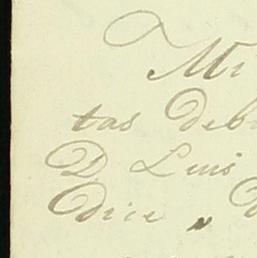 Mi
tas Deb
D Luis
Dice „